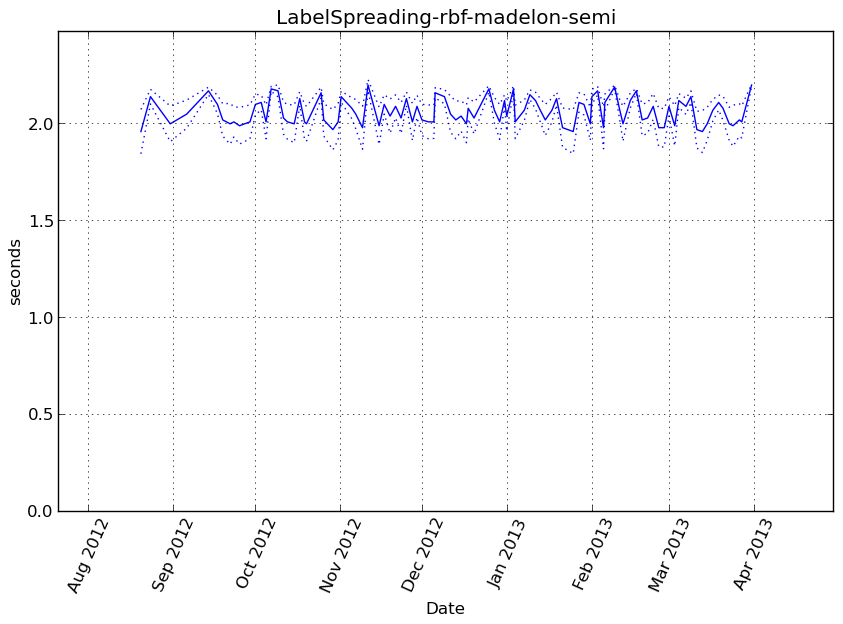 LabelSpreading-rbf-madelon-semi
seconds
2.0
1.5
1.0
0.5
0.0
Aug 2012
Sep 2012
Oct 2012
Nov 2012
Dec 2012
Jan 2013
Feb 2013
Mar 2013
Apr 2013
Date